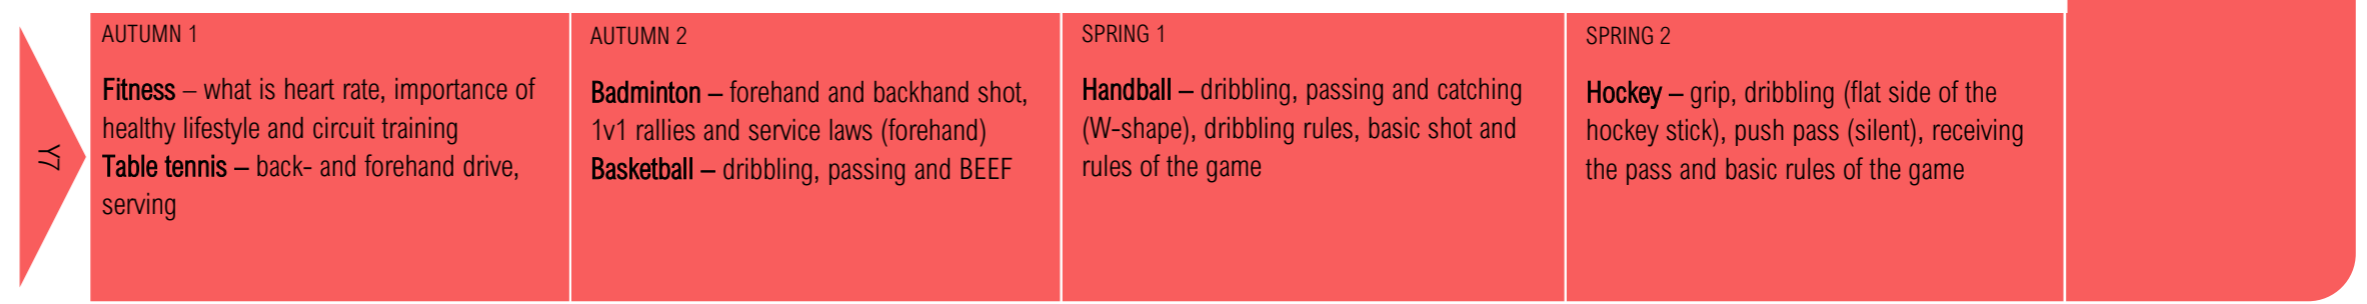 Y7
AUTUMN 1
Fitness – what is heart rate, importance of
healthy lifestyle and circuit training
Table tennis – back- and forehand drive,
serving
AUTUMN 2
Badminton – forehand and backhand shot,
1v1 rallies and service laws (forehand)
Basketball – dribbling, passing and BEEF
SPRING 1
Handball – dribbling, passing and catching
(W-shape), dribbling rules, basic shot and
rules of the game
SPRING 2
Hockey – grip, dribbling (flat side of the
hockey stick), push pass (silent), receiving
the pass and basic rules of the game